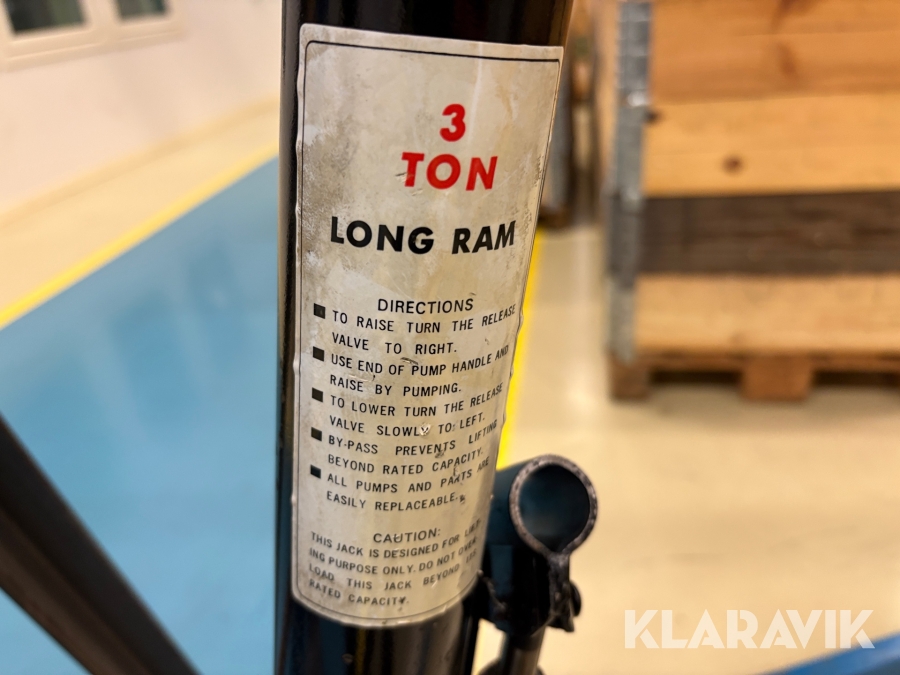 3
TON
LONG RAM
DIRECTIONS
TO RAISE TURN THE RELEASE
VALVE TO RIGHT.
USE END OF PUMP HANDLE AND
RAISE BY PUMPING.
TO LOWER TURN THE RELEASE
VALVE SLOWLY TO LEFT.
BY-PASS PREVENTS LIFTING
BEYOND RATED CAPACITY.
ALL PUMPS AND PARTS ARE
EASILY REPLACEABLE.
CAUTION:
THIS JACK IS DESIGNED FOR
ING PURPOSE ONLY. DO NOT OVER-
LOAD THIS JACK BEYOND
RATED CAPACITY.
KLARAVIK